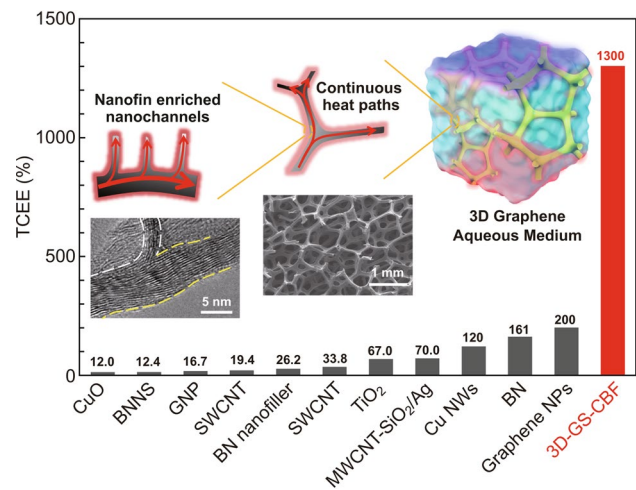 1500
1000
500
0
TCEE (%)
Nanofin enriched
nanochannels
Continuous
heat paths
3D Graphene
Aqueous Medium
5 nm
1 mm
12.0
12.4
16.7
19.4
26.2
33.8
67.0
70.0
120
161
200
1300
CuO
BNNS
GNP
SWCNT
BN nanofiller
SWCNT
TiO₂
MWCNT-SiO₂/Ag
Cu NWs
BN
Graphene NPs
3D-GS-CBF